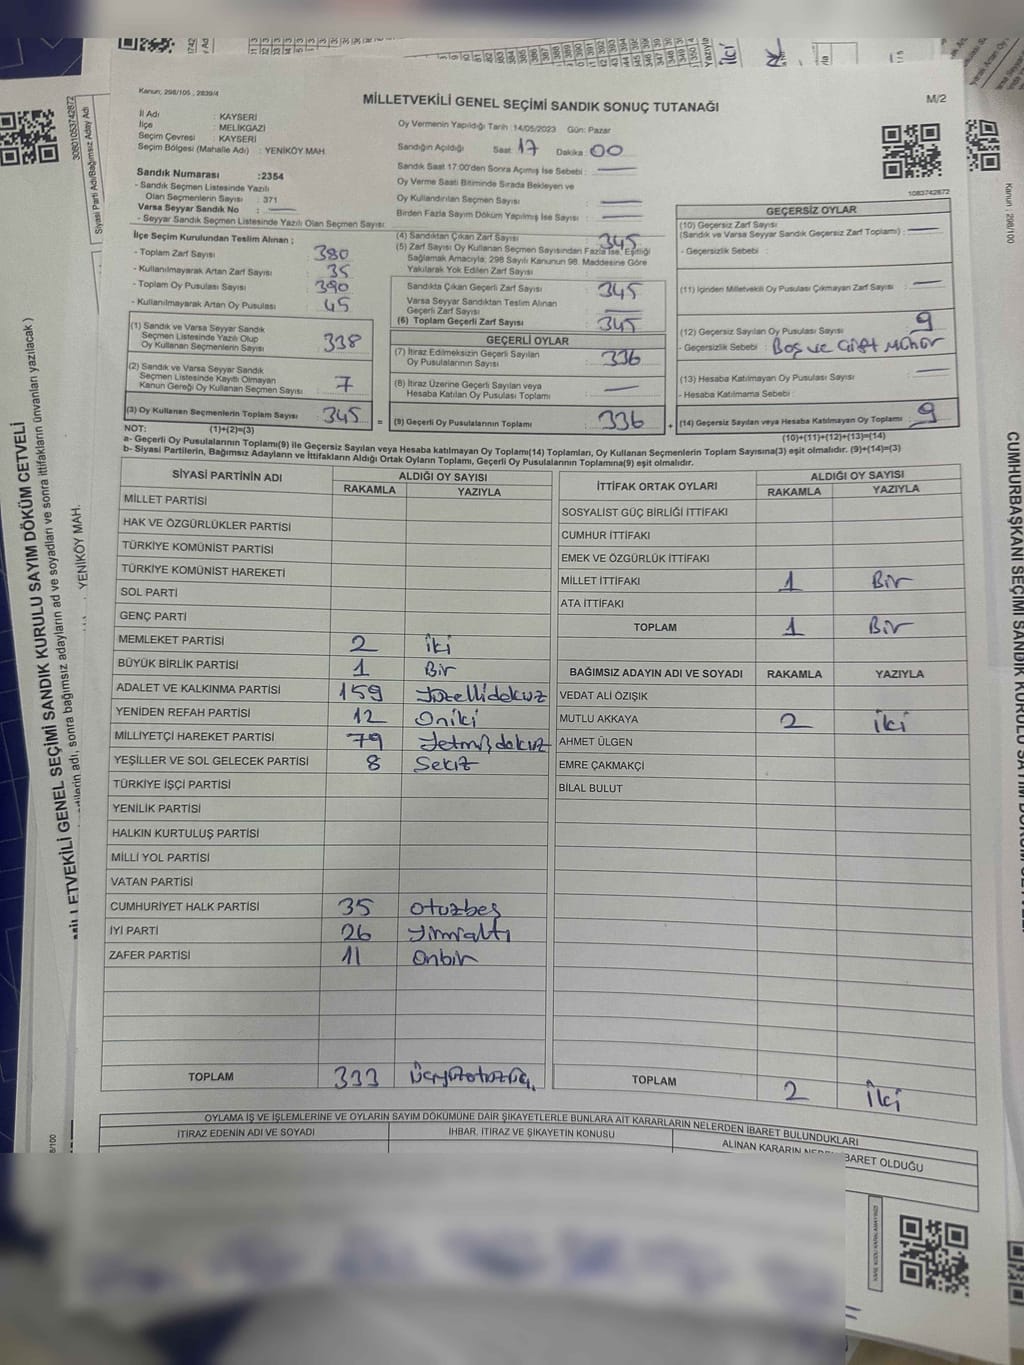 Kanun; 298/105 , 2839/4
MİLLETVEKİLİ GENEL SEÇİMİ SANDIK SONUÇ TUTANAĞI
M/2
İl Adı : KAYSERİ
İlçe : MELİKGAZİ
Seçim Çevresi : KAYSERİ
Seçim Bölgesi (Mahalle Adı) : YENİKÖY MAH.
Oy Vermenin Yapıldığı Tarih :14/05/2023 Gün: Pazar
Sandığın Açıldığı Saat: 17 Dakika: 00
Sandık Saat 17:00'den Sonra Açımış İse Sebebi :
Oy Verme Saati Bitiminde Sırada Bekleyen ve
Oy Kullandırılan Seçmen Sayısı :
Birden Fazla Sayım Döküm Yapılmış İse Sayısı :
Sandık Numarası :2354
- Sandık Seçmen Listesinde Yazılı
Olan Seçmenlerin Sayısı : 371
Varsa Seyyar Sandık No :
- Seyyar Sandık Seçmen Listesinde Yazılı Olan Seçmen Sayısı:
1083742672
İlçe Seçim Kurulundan Teslim Alınan ;
- Toplam Zarf Sayısı : 380
- Kullanılmayarak Artan Zarf Sayısı : 35
- Toplam Oy Pusulası Sayısı : 390
- Kullanılmayarak Artan Oy Pusulası : 45
(1) Sandık ve Varsa Seyyar Sandık
Seçmen Listesinde Yazılı Olup
Oy Kullanan Seçmenlerin Sayısı : 338
(2) Sandık ve Varsa Seyyar Sandık
Seçmen Listesinde Kayıtlı Olmayan
Kanun Gereği Oy Kullanan Seçmen Sayısı : 7
(3) Oy Kullanan Seçmenlerin Toplam Sayısı : 345
(4) Sandıktan Çıkan Zarf Sayısı : 345
(5) Zarf Sayısı Oy Kullanan Seçmen Sayısından Fazla İse, Eşitliği
Sağlamak Amacıyla; 298 Sayılı Kanunun 98. Maddesine Göre
Yakılarak Yok Edilen Zarf Sayısı :
Sandıkta Çıkan Geçerli Zarf Sayısı : 345
Varsa Seyyar Sandıktan Teslim Alınan
Geçerli Zarf Sayısı :
(6) Toplam Geçerli Zarf Sayısı : 345
GEÇERLİ OYLAR
(7) İtiraz Edilmeksizin Geçerli Sayılan
Oy Pusulalarının Sayısı : 336
(8) İtiraz Üzerine Geçerli Sayılan veya
Hesaba Katılan Oy Pusulası Toplamı :
(9) Geçerli Oy Pusulalarının Toplamı : 336
GEÇERSİZ OYLAR
(10) Geçersiz Zarf Sayısı
(Sandık ve Varsa Seyyar Sandık Geçersiz Zarf Toplamı) :
- Geçersizlik Sebebi :
(11) İçinden Milletvekili Oy Pusulası Çıkmayan Zarf Sayısı :
(12) Geçersiz Sayılan Oy Pusulası Sayısı : 9
- Geçersizlik Sebebi : Boş ve Çift Mühür
(13) Hesaba Katılmayan Oy Pusulası Sayısı :
- Hesaba Katılmama Sebebi :
(14) Geçersiz Sayılan veya Hesaba Katılmayan Oy Toplamı : 9
NOT: (1)+(2)=(3)
(10)+(11)+(12)+(13)=(14)
a- Geçerli Oy Pusulalarının Toplamı(9) ile Geçersiz Sayılan veya Hesaba katılmayan Oy Toplamı(14) Toplamları, Oy Kullanan Seçmenlerin Toplam Sayısına(3) eşit olmalıdır. (9)+(14)=(3)
b- Siyasi Partilerin, Bağımsız Adayların ve İttifakların Aldığı Ortak Oyların Toplamı, Geçerli Oy Pusulalarının Toplamına(9) eşit olmalıdır.
SİYASİ PARTİNİN ADI ALDIĞI OY SAYISI
RAKAMLA YAZIYLA
MİLLET PARTİSİ
HAK VE ÖZGÜRLÜKLER PARTİSİ
TÜRKİYE KOMÜNİST PARTİSİ
TÜRKİYE KOMÜNİST HAREKETİ
SOL PARTİ
GENÇ PARTİ
MEMLEKET PARTİSİ 2 İki
BÜYÜK BİRLİK PARTİSİ 1 Bir
ADALET VE KALKINMA PARTİSİ 159 Yüzellidokuz
YENİDEN REFAH PARTİSİ 12 Oniki
MİLLİYETÇİ HAREKET PARTİSİ 79 Yetmişdokuz
YEŞİLLER VE SOL GELECEK PARTİSİ 8 Sekiz
TÜRKİYE İŞÇİ PARTİSİ
YENİLİK PARTİSİ
HALKIN KURTULUŞ PARTİSİ
MİLLİ YOL PARTİSİ
VATAN PARTİSİ
CUMHURİYET HALK PARTİSİ 35 Otuzbeş
İYİ PARTİ 26 Yirmialtı
ZAFER PARTİSİ 11 Onbir
TOPLAM 333 Üçyüzotuzüç.
İTTİFAK ORTAK OYLARI ALDIĞI OY SAYISI
RAKAMLA YAZIYLA
SOSYALİST GÜÇ BİRLİĞİ İTTİFAKI
CUMHUR İTTİFAKI
EMEK VE ÖZGÜRLÜK İTTİFAKI
MİLLET İTTİFAKI 1 Bir
ATA İTTİFAKI
TOPLAM 1 Bir
BAĞIMSIZ ADAYIN ADI VE SOYADI RAKAMLA YAZIYLA
VEDAT ALİ ÖZIŞIK
MUTLU AKKAYA 2 İki
AHMET ÜLGEN
EMRE ÇAKMAKÇİ
BİLAL BULUT
TOPLAM 2 İki
OYLAMA İŞ VE İŞLEMLERİNE VE OYLARIN SAYIM DÖKÜMÜNE DAİR ŞİKAYETLERLE BUNLARA AİT KARARLARIN NELERDEN İBARET BULUNDUKLARI
İTİRAZ EDENİN ADI VE SOYADI
İHBAR, İTİRAZ VE ŞİKAYETİN KONUSU
ALINAN KARARIN İBARET OLDUĞU
MİLLETVEKİLİ GENEL SEÇİMİ SANDIK KURULU SAYIM DÖKÜM CETVELİ
adı, sonra bağımsız adayların ad ve soyadları ve sonra ittifakların ünvanları yazılacak )
YENİKÖY MAH.
Siyasi Parti Adı/Bağımsız Aday Adı
Kanun : 298/100
CUMHURBAŞKANI SEÇİMİ SANDIK KURULU SAYIM DÖKÜM